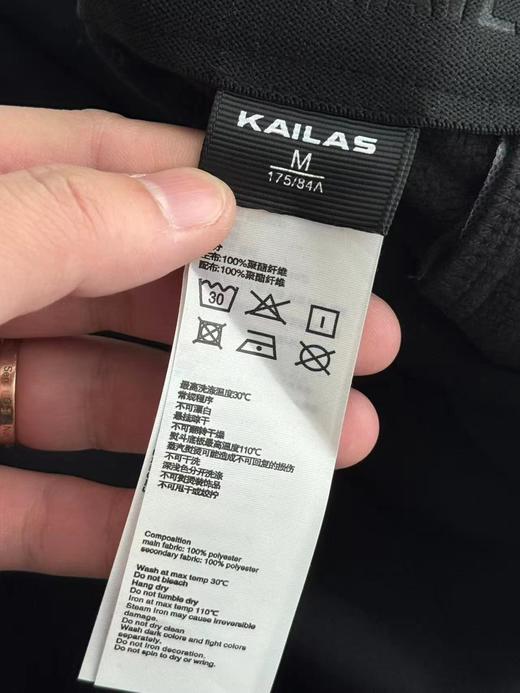 KAILAS
M
175/84A
主布:100%聚酯纤维
配布:100%聚酯纤维
30
最高洗涤温度30℃
常规程序
不可漂白
悬挂晾干
不可翻转干燥
熨斗底板最高温度110℃
蒸汽熨烫可能造成不可回复的损伤
不可干洗
深浅色分开洗涤
不可熨烫装饰品
不可甩干或拧绞
Composition
main fabric: 100% polyester
secondary fabric: 100% polyester
Wash at max temp 30℃
Do not bleach
Hang dry
Do not tumble dry
Iron at max temp 110℃
Steam iron may cause irreversible
damage.
Do not dry clean
Wash dark colors and light colors
separately.
Do not iron decoration.
Do not spin to dry or wring.